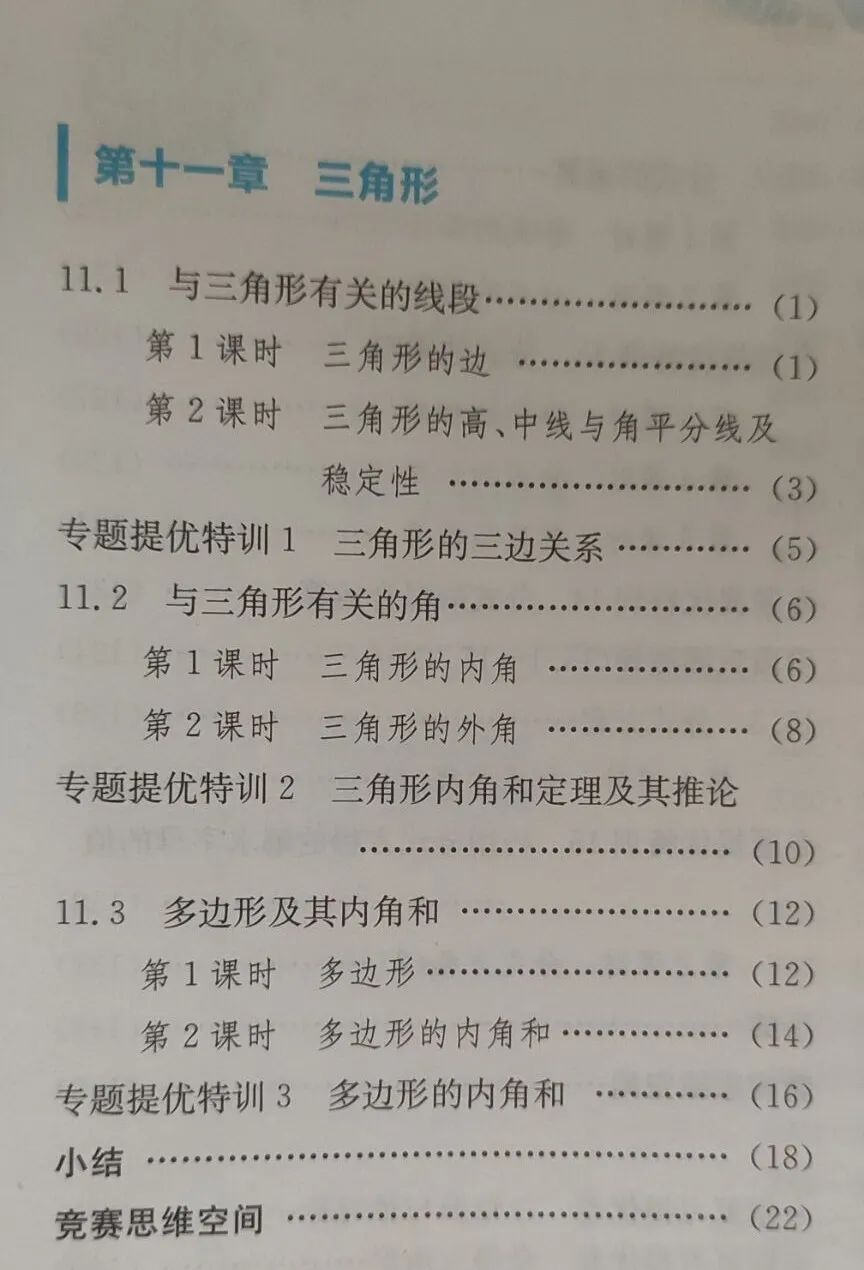 第十一章 三角形
11.1 与三角形有关的线段……………………(1)
第1课时 三角形的边 …………………(1)
第2课时 三角形的高、中线与角平分线及
稳定性 ………………………(3)
专题提优特训1 三角形的三边关系…………(5)
11.2 与三角形有关的角………………………(6)
第1课时 三角形的内角 ………………(6)
第2课时 三角形的外角 ………………(8)
专题提优特训2 三角形内角和定理及其推论
……………………………(10)
11.3 多边形及其内角和 ……………………(12)
第1课时 多边形………………………(12)
第2课时 多边形的内角和……………(14)
专题提优特训3 多边形的内角和 …………(16)
小结 ……………………………………………(18)
竞赛思维空间 …………………………………(22)